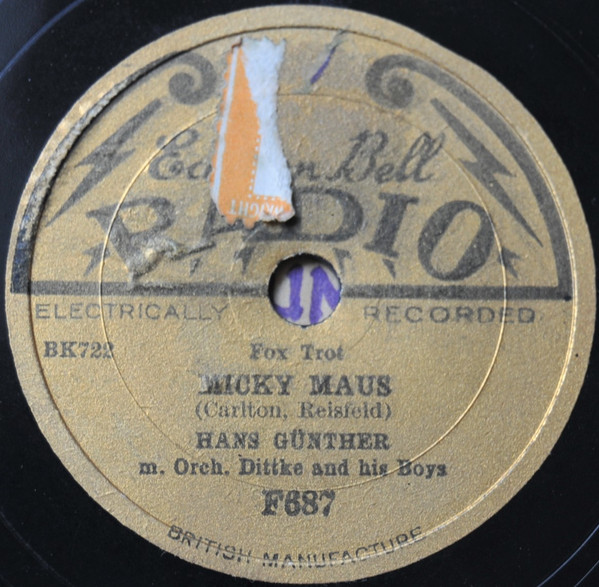 Bell
RADIO
ELECTRICALLY RECORDED
BK722
Fox Trot
MICKY MAUS
(Carlton, Reisfeld)
HANS GÜNTHER
m. Orch. Dittke and his Boys
F687
BRITISH MANUFACTURE